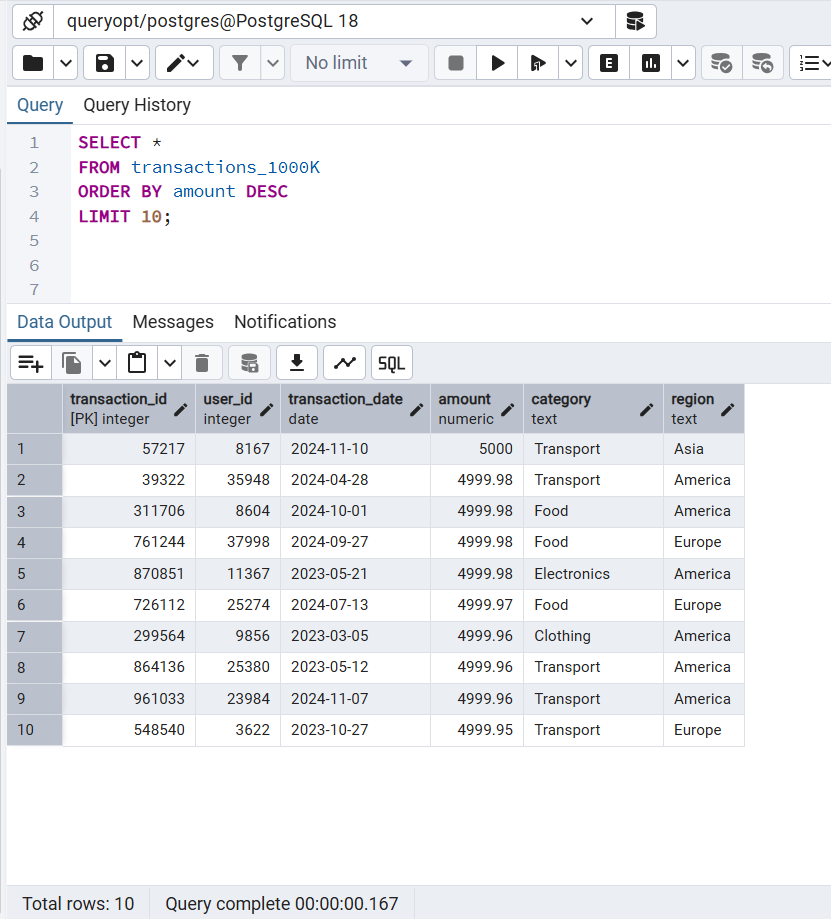 queryopt/postgres@PostgreSQL 18
No limit
E
Query Query History
1 SELECT *
2 FROM transactions_1000K
3 ORDER BY amount DESC
4 LIMIT 10;
5
6
7
Data Output Messages Notifications
SQL
transaction_id user_id transaction_date amount category region
[PK] integer integer date numeric text text
1 57217 8167 2024-11-10 5000 Transport Asia
2 39322 35948 2024-04-28 4999.98 Transport America
3 311706 8604 2024-10-01 4999.98 Food America
4 761244 37998 2024-09-27 4999.98 Food Europe
5 870851 11367 2023-05-21 4999.98 Electronics America
6 726112 25274 2024-07-13 4999.97 Food Europe
7 299564 9856 2023-03-05 4999.96 Clothing America
8 864136 25380 2023-05-12 4999.96 Transport America
9 961033 23984 2024-11-07 4999.96 Transport America
10 548540 3622 2023-10-27 4999.95 Transport Europe
Total rows: 10 Query complete 00:00:00.167